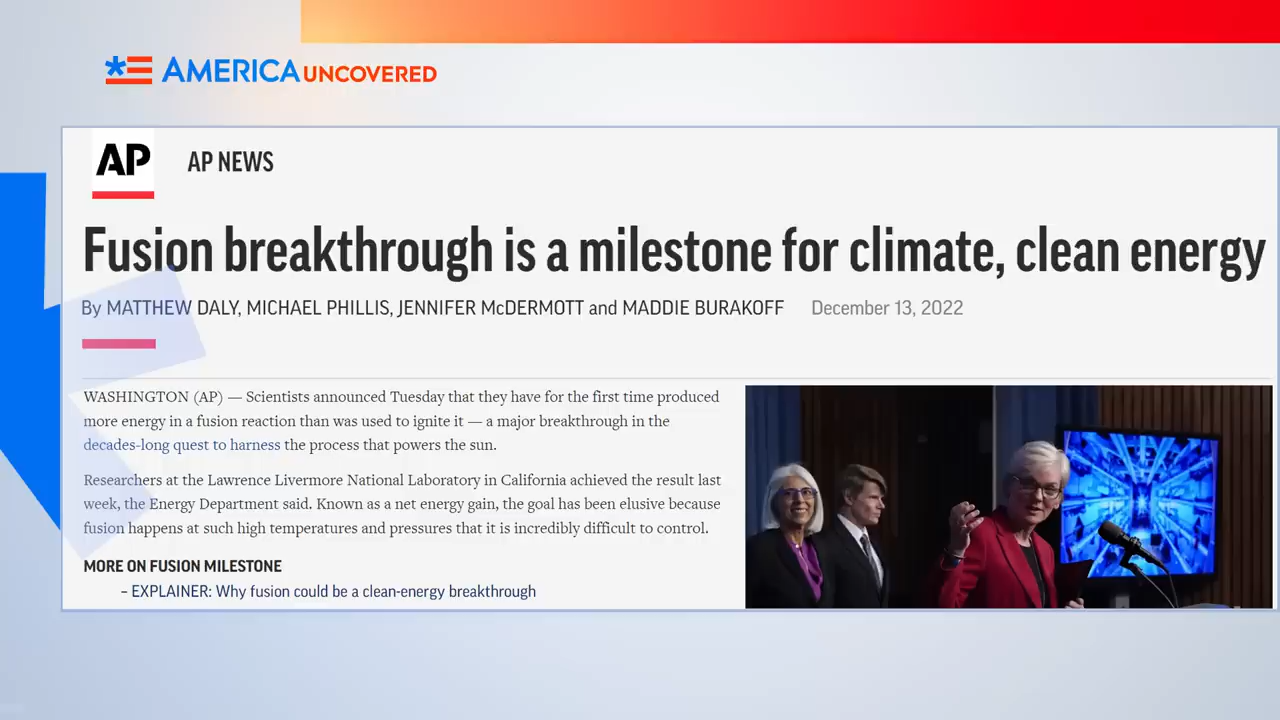 AMERICA UNCOVERED
AP AP NEWS
Fusion breakthrough is a milestone for climate, clean energy
By MATTHEW DALY, MICHAEL PHILLIS, JENNIFER McDERMOTT and MADDIE BURAKOFF December 13, 2022
WASHINGTON (AP) — Scientists announced Tuesday that they have for the first time produced
more energy in a fusion reaction than was used to ignite it — a major breakthrough in the
decades-long quest to harness the process that powers the sun.
Researchers at the Lawrence Livermore National Laboratory in California achieved the result last
week, the Energy Department said. Known as a net energy gain, the goal has been elusive because
fusion happens at such high temperatures and pressures that it is incredibly difficult to control.
MORE ON FUSION MILESTONE
– EXPLAINER: Why fusion could be a clean-energy breakthrough